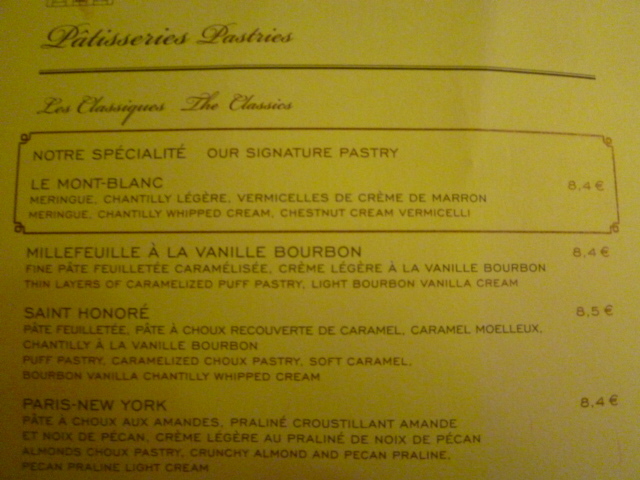 Pâtisseries Pastries
Les Classiques The Classics
NOTRE SPÉCIALITÉ OUR SIGNATURE PASTRY
LE MONT-BLANC 8,4 €
MERINGUE, CHANTILLY LÉGÈRE, VERMICELLES DE CRÈME DE MARRON
MERINGUE, CHANTILLY WHIPPED CREAM, CHESTNUT CREAM VERMICELLI
MILLEFEUILLE À LA VANILLE BOURBON 8,4 €
FINE PÂTE FEUILLETÉE CARAMÉLISÉE, CRÈME LÉGÈRE À LA VANILLE BOURBON
THIN LAYERS OF CARAMELIZED PUFF PASTRY, LIGHT BOURBON VANILLA CREAM
SAINT HONORÉ 8,5 €
PÂTE FEUILLETÉE, PÂTE À CHOUX RECOUVERTE DE CARAMEL, CARAMEL MOELLEUX,
CHANTILLY À LA VANILLE BOURBON
PUFF PASTRY, CARAMELIZED CHOUX PASTRY, SOFT CARAMEL,
BOURBON VANILLA CHANTILLY WHIPPED CREAM
PARIS-NEW YORK 8,4 €
PÂTE À CHOUX AUX AMANDES, PRALINÉ CROUSTILLANT AMANDE
ET NOIX DE PÉCAN, CRÈME LÉGÈRE AU PRALINÉ DE NOIX DE PÉCAN
ALMONDS CHOUX PASTRY, CRUNCHY ALMOND AND PECAN PRALINE,
PECAN PRALINE LIGHT CREAM